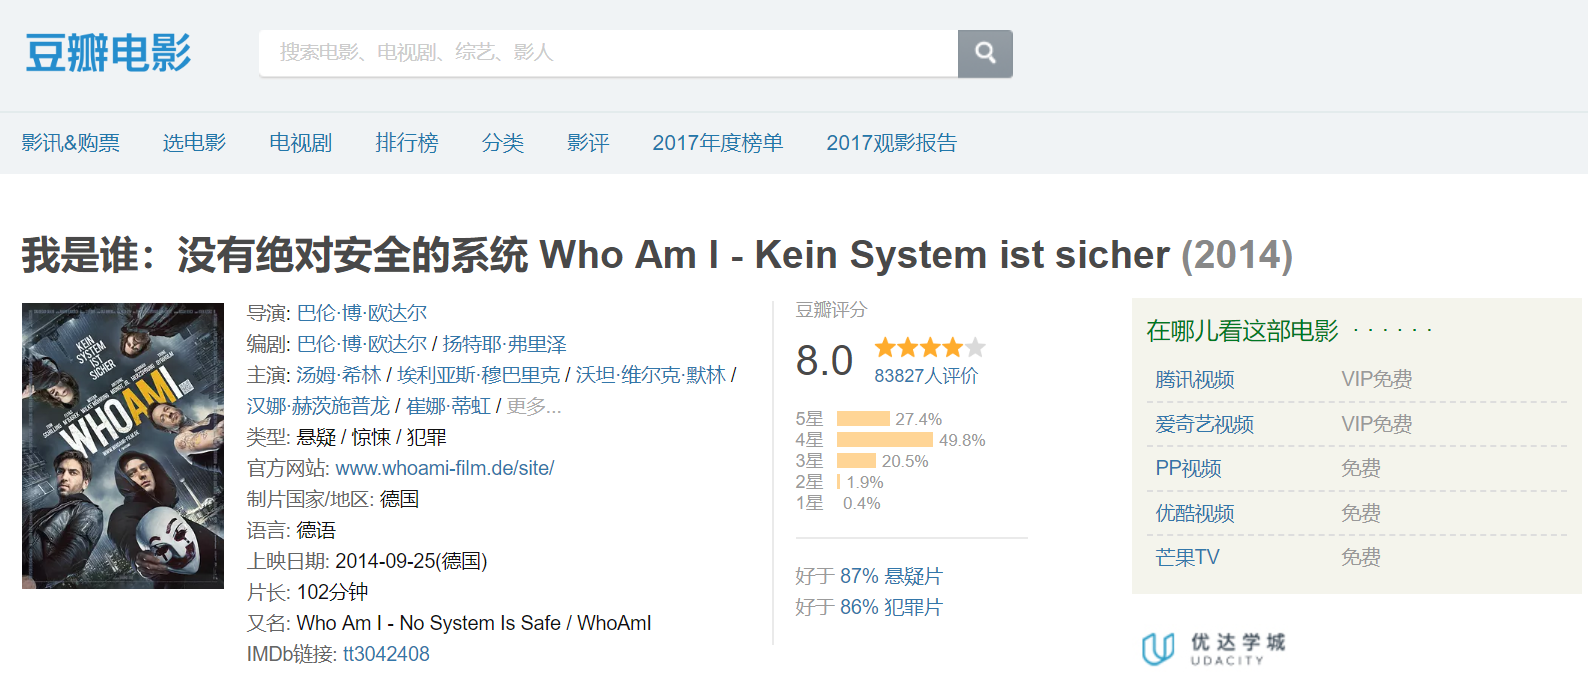 豆瓣电影
搜索电影、电视剧、综艺、影人
影讯&购票 选电影 电视剧 排行榜 分类 影评 2017年度榜单 2017观影报告
我是谁：没有绝对安全的系统 Who Am I - Kein System ist sicher (2014)
KEIN
SYSTEM
IST
SICHER
WHOAMI
导演: 巴伦·博·欧达尔
编剧: 巴伦·博·欧达尔 / 扬特耶·弗里泽
主演: 汤姆·希林 / 埃利亚斯·穆巴里克 / 沃坦·维尔克·默林 /
汉娜·赫茨施普龙 / 崔娜·蒂虹 / 更多...
类型: 悬疑 / 惊悚 / 犯罪
官方网站: www.whoami-film.de/site/
制片国家/地区: 德国
语言: 德语
上映日期: 2014-09-25(德国)
片长: 102分钟
又名: Who Am I - No System Is Safe / WhoAmI
IMDb链接: tt3042408
豆瓣评分
8.0
83827人评价
5星 27.4%
4星 49.8%
3星 20.5%
2星 1.9%
1星 0.4%
好于 87% 悬疑片
好于 86% 犯罪片
在哪儿看这部电影 · · · · · ·
腾讯视频 VIP免费
爱奇艺视频 VIP免费
PP视频 免费
优酷视频 免费
芒果TV 免费
优达学城
UDACITY